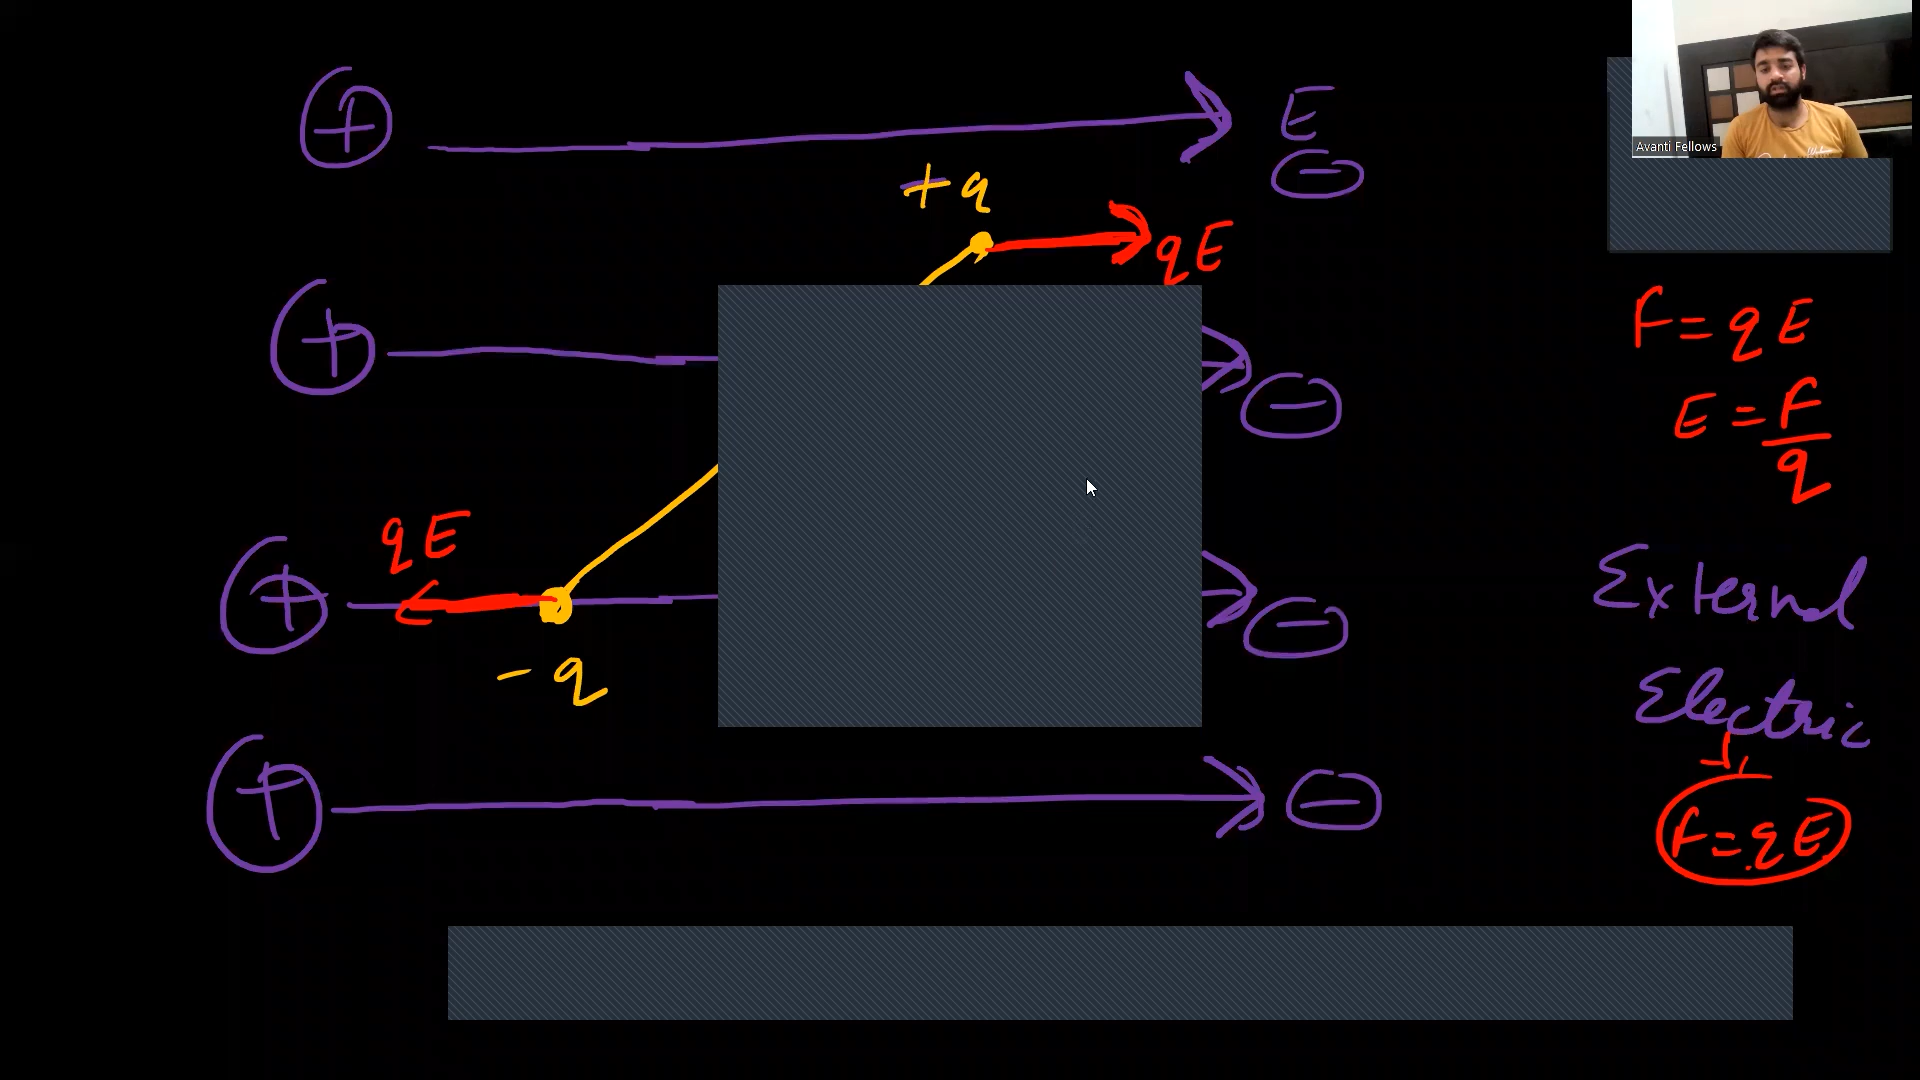 E
Avanti Fellows
+q
qE
F = qE
E = F/q
qE
External
- q
Electric
F = qE